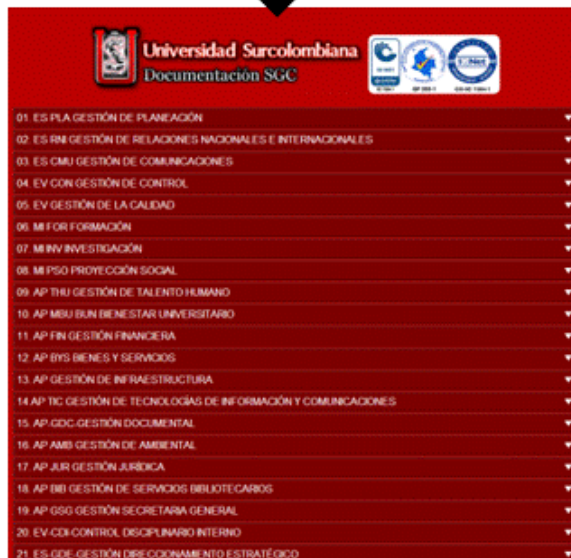 Universidad Surcolombiana
Documentación SGC
01. ES PLA GESTIÓN DE PLANEACIÓN
02. ES RNI GESTIÓN DE RELACIONES NACIONALES E INTERNACIONALES
03. ES CMU GESTIÓN DE COMUNICACIONES
04. EV CON GESTIÓN DE CONTROL
05. EV GESTIÓN DE LA CALIDAD
06. MI FOR FORMACIÓN
07. MI INV INVESTIGACIÓN
08. MI PSO PROYECCIÓN SOCIAL
09. AP THU GESTIÓN DE TALENTO HUMANO
10. AP MBU BUN BIENESTAR UNIVERSITARIO
11. AP FIN GESTIÓN FINANCIERA
12. AP BYS BIENES Y SERVICIOS
13. AP GESTIÓN DE INFRAESTRUCTURA
14 AP TIC GESTIÓN DE TECNOLOGÍAS DE INFORMACIÓN Y COMUNICACIONES
15. AP-GDC-GESTIÓN DOCUMENTAL
16. AP AMB GESTIÓN DE AMBIENTAL
17. AP JUR GESTIÓN JURÍDICA
18. AP BIB GESTIÓN DE SERVICIOS BIBLIOTECARIOS
19. AP GSG GESTIÓN SECRETARIA GENERAL
20. EV-CDI-CONTROL DISCIPLINARIO INTERNO
21. ES-GDE-GESTIÓN DIRECCIONAMIENTO ESTRATÉGICO